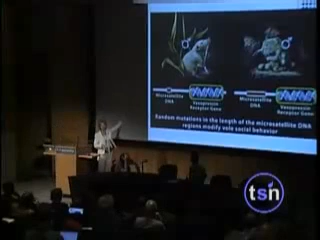 Microsatellite
DNA
Vasopressin
Receptor Gene
Microsatellite
DNA
Vasopressin
Receptor Gene
Random mutations in the length of the microsatellite DNA
regions modify vole social behavior
tsn